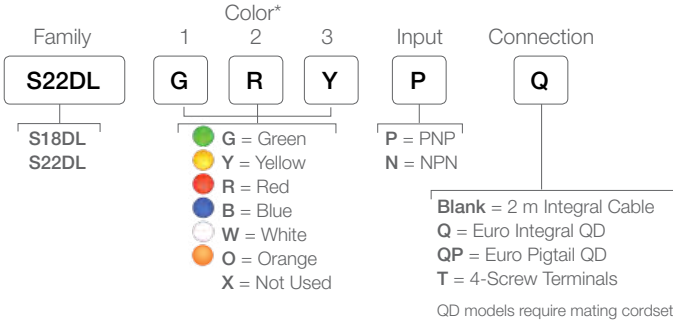 Color*
Family 1 2 3 Input Connection
S22DL G R Y P Q
S18DL
S22DL
G = Green
Y = Yellow
R = Red
B = Blue
W = White
O = Orange
X = Not Used
P = PNP
N = NPN
Blank = 2 m Integral Cable
Q = Euro Integral QD
QP = Euro Pigtail QD
T = 4-Screw Terminals
QD models require mating cordset